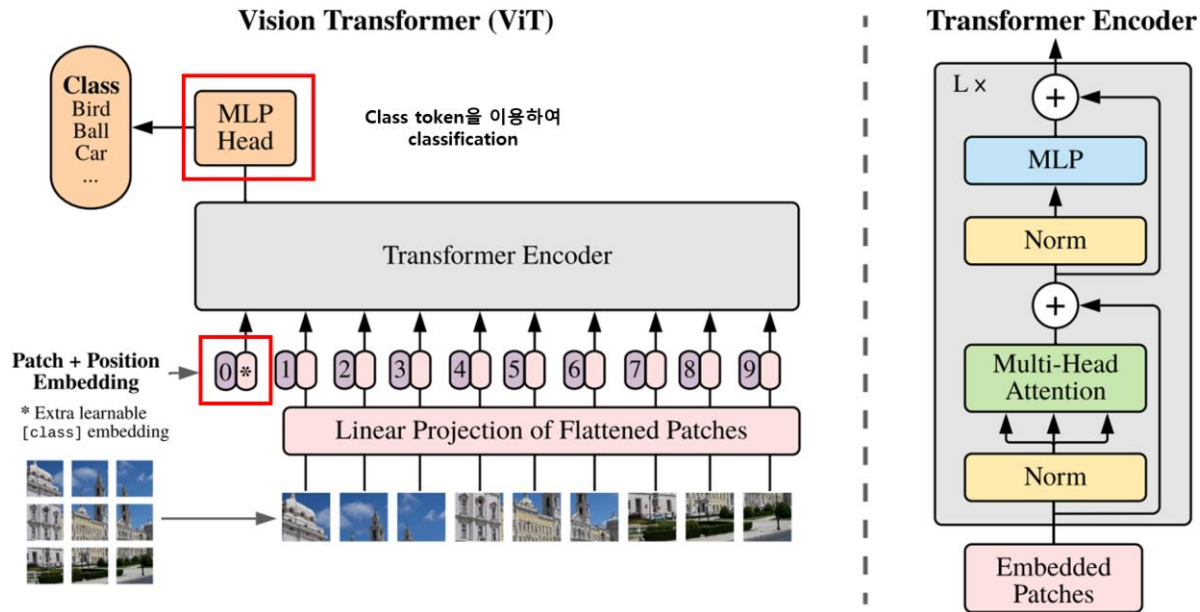 Vision Transformer (ViT)
Class
Bird
Ball
Car
...
MLP
Head
Class token을 이용하여
classification
Transformer Encoder
Patch + Position
Embedding
* Extra learnable
[class] embedding
0 * 1 2 3 4 5 6 7 8 9
Linear Projection of Flattened Patches
Transformer Encoder
L ×
+
MLP
Norm
+
Multi-Head
Attention
Norm
Embedded
Patches